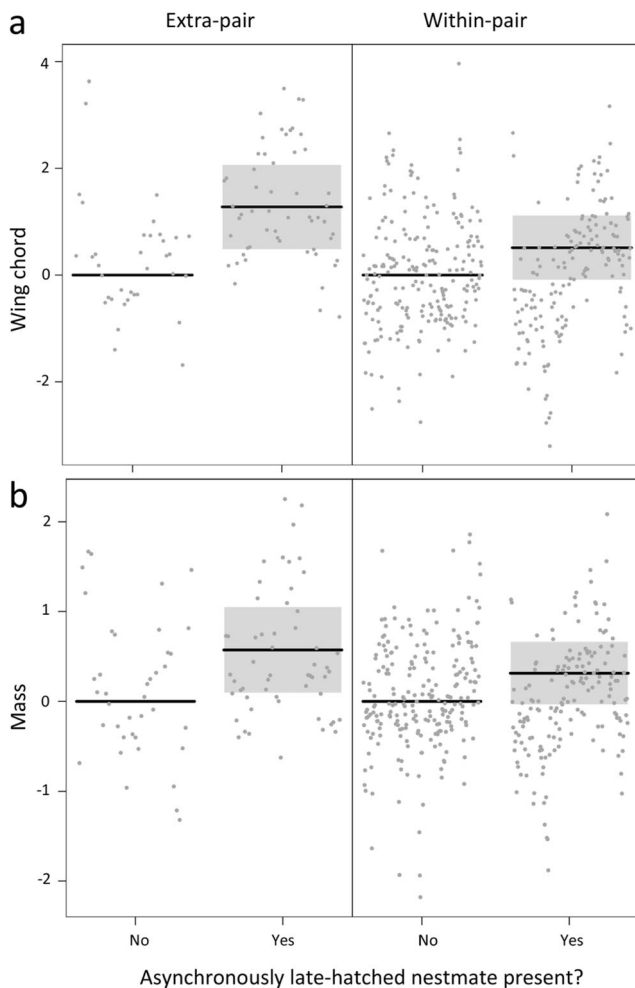 a
Extra-pair
Within-pair
Wing chord
4
2
0
-2
b
Mass
2
1
0
-1
-2
No
Yes
No
Yes
Asynchronously late-hatched nestmate present?